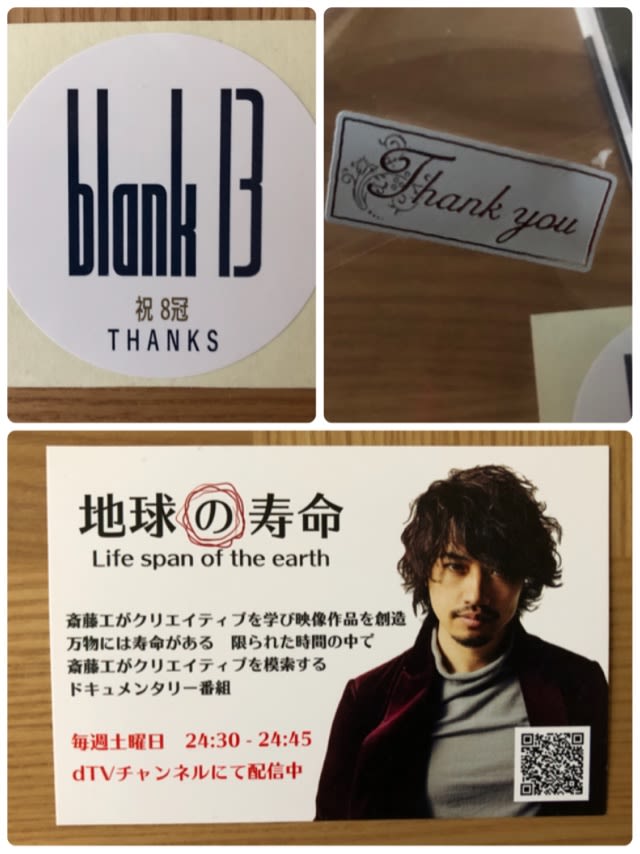 blank 13
祝 8冠
THANKS
Thank you
地球の寿命
Life span of the earth
斎藤工がクリエイティブを学び映像作品を創造
万物には寿命がある　限られた時間の中で
斎藤工がクリエイティブを模索する
ドキュメンタリー番組
毎週土曜日　24:30 - 24:45
dTVチャンネルにて配信中